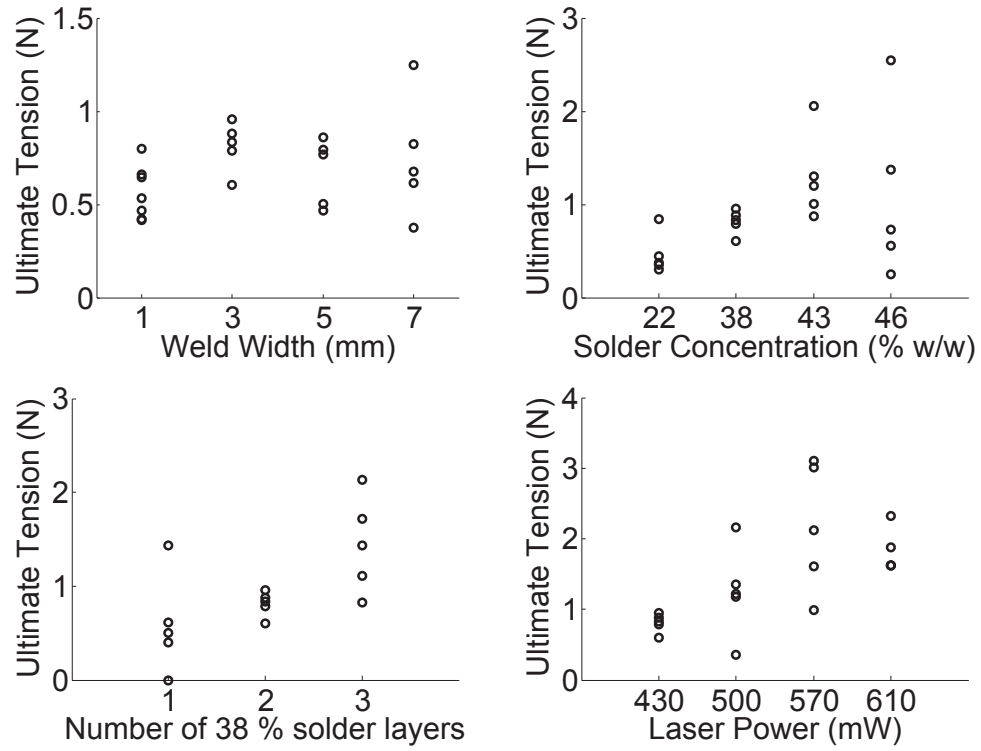 Ultimate Tension (N)
1.5
1
0.5
0
1 3 5 7
Weld Width (mm)
Ultimate Tension (N)
3
2
1
0
22 38 43 46
Solder Concentration (% w/w)
Ultimate Tension (N)
3
2
1
0
1 2 3
Number of 38 % solder layers
Ultimate Tension (N)
4
3
2
1
0
430 500 570 610
Laser Power (mW)